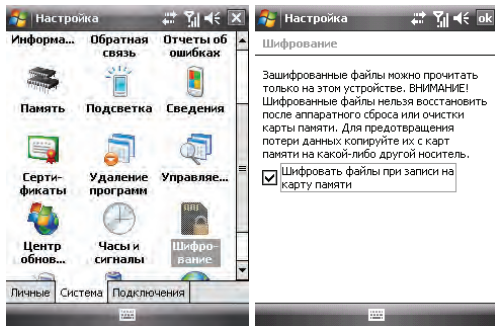 Настройка
Информа... Обратная связь Отчеты об ошибках
Память Подсветка Сведения
Серти-фикаты Удаление программ Управляе...
Центр обнов... Часы и сигналы Шифро-вание
Личные Система Подключения
Настройка ok
Шифрование
Зашифрованные файлы можно прочитать
только на этом устройстве. ВНИМАНИЕ!
Шифрованные файлы нельзя восстановить
после аппаратного сброса или очистки
карты памяти. Для предотвращения
потери данных копируйте их с карт
памяти на какой-либо другой носитель.
Шифровать файлы при записи на
карту памяти